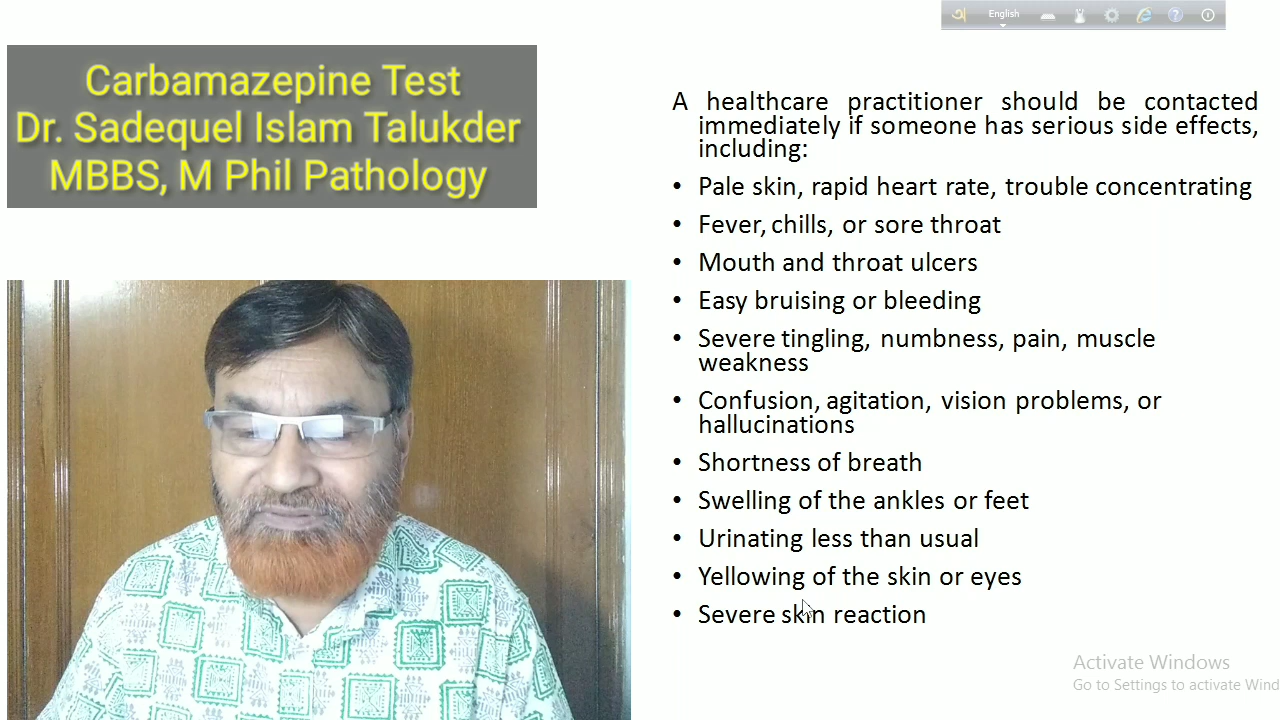 English
Carbamazepine Test
Dr. Sadequel Islam Talukder
MBBS, M Phil Pathology
A healthcare practitioner should be contacted
immediately if someone has serious side effects,
including:
• Pale skin, rapid heart rate, trouble concentrating
• Fever, chills, or sore throat
• Mouth and throat ulcers
• Easy bruising or bleeding
• Severe tingling, numbness, pain, muscle
weakness
• Confusion, agitation, vision problems, or
hallucinations
• Shortness of breath
• Swelling of the ankles or feet
• Urinating less than usual
• Yellowing of the skin or eyes
• Severe skin reaction
Activate Windows
Go to Settings to activate Wind